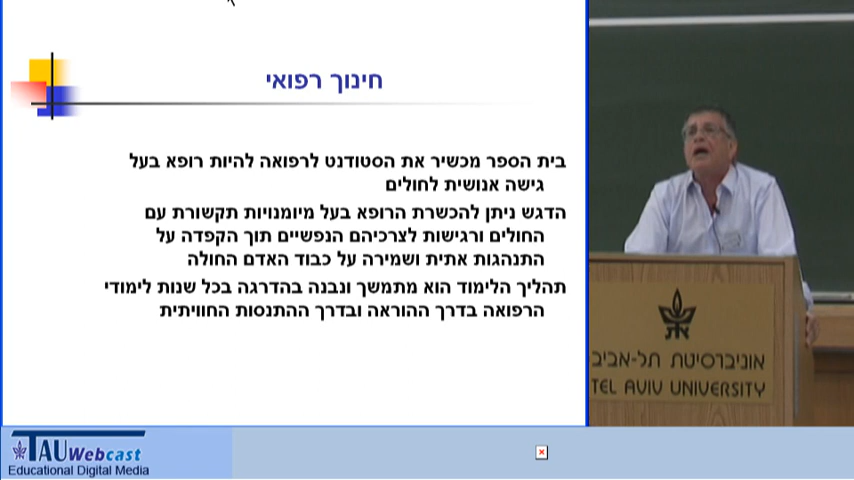 חינוך רפואי
בית הספר מכשיר את הסטודנט לרפואה להיות רופא בעל
גישה אנושית לחולים
הדגש ניתן להכשרת הרופא בעל מיומנויות תקשורת עם
החולים ורגישות לצרכיהם הנפשיים תוך הקפדה על
התנהגות אתית ושמירה על כבוד האדם החולה
תהליך הלימוד הוא מתמשך ונבנה בהדרגה בכל שנות לימודי
הרפואה בדרך ההוראה ובדרך ההתנסות החוויתית
אוניברסיטת תל-אביב
TEL AVIV UNIVERSITY
TAU Webcast
Educational Digital Media